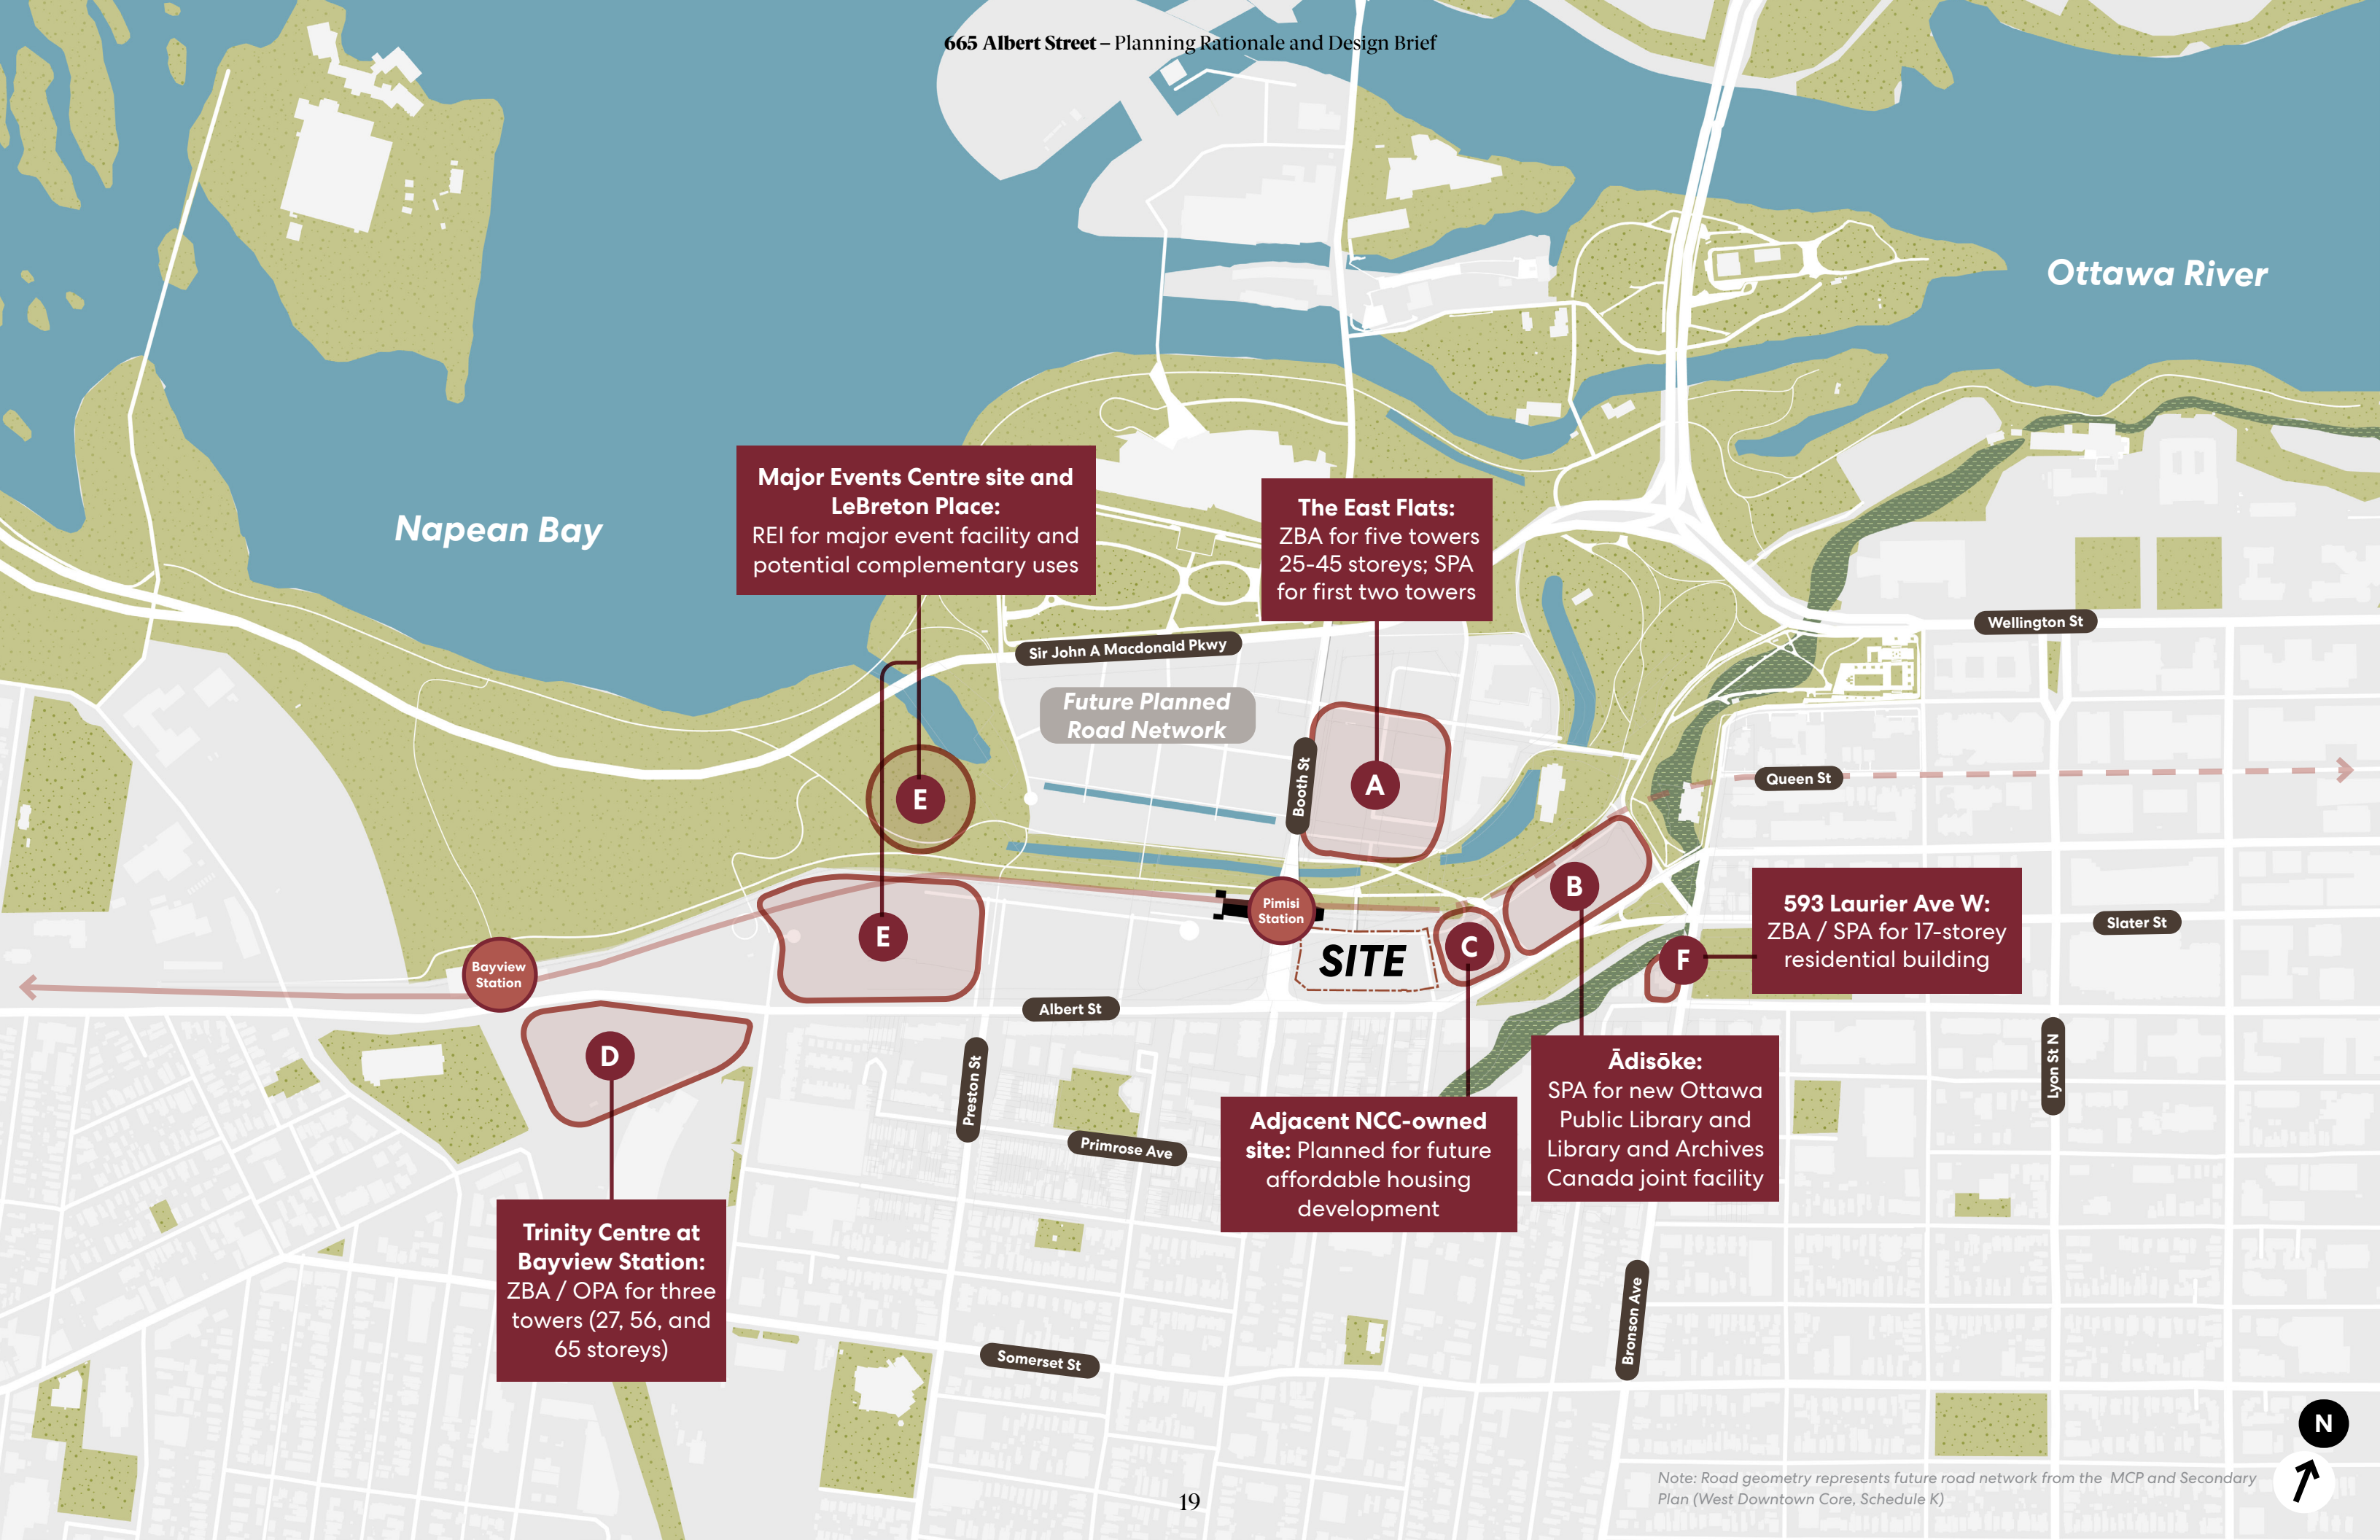 665 Albert Street – Planning Rationale and Design Brief
Ottawa River
Napean Bay
Major Events Centre site and
LeBreton Place:
REI for major event facility and
potential complementary uses
The East Flats:
ZBA for five towers
25-45 storeys; SPA
for first two towers
Wellington St
Sir John A Macdonald Pkwy
Future Planned
Road Network
Booth St
Queen St
A
E
B
E
C
F
D
Pimisi
Station
SITE
Bayview
Station
593 Laurier Ave W:
ZBA / SPA for 17-storey
residential building
Slater St
Albert St
Preston St
Primrose Ave
Lyon St N
Ādisōke:
SPA for new Ottawa
Public Library and
Library and Archives
Canada joint facility
Adjacent NCC-owned
site: Planned for future
affordable housing
development
Trinity Centre at
Bayview Station:
ZBA / OPA for three
towers (27, 56, and
65 storeys)
Bronson Ave
Somerset St
N
Note: Road geometry represents future road network from the MCP and Secondary
Plan (West Downtown Core, Schedule K)
19